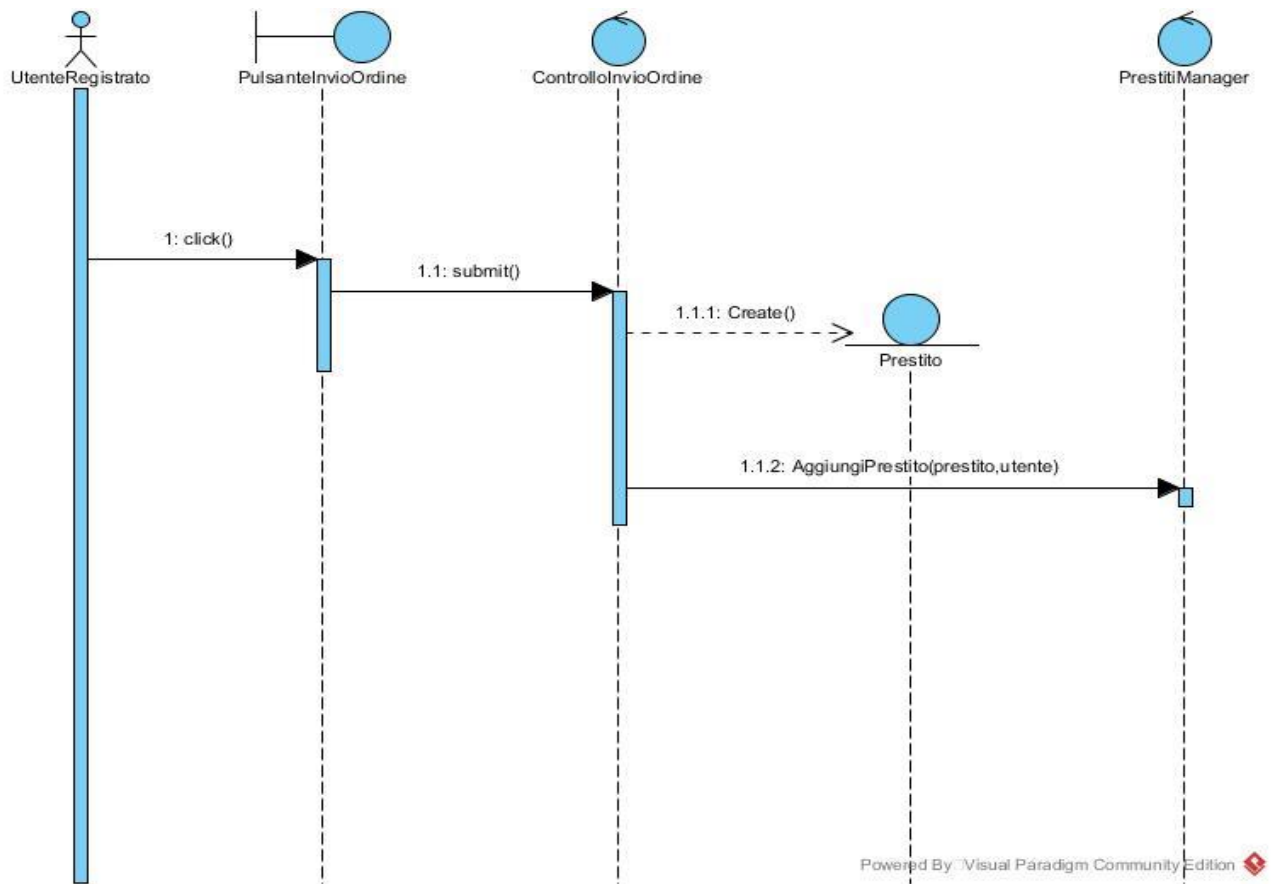 UtenteRegistrato
PulsanteInvioOrdine
ControlloInvioOrdine
PrestitiManager
1: click()
1.1: submit()
1.1.1: Create()
Prestito
1.1.2: AggiungiPrestito(prestito,utente)
Powered By Visual Paradigm Community Edition